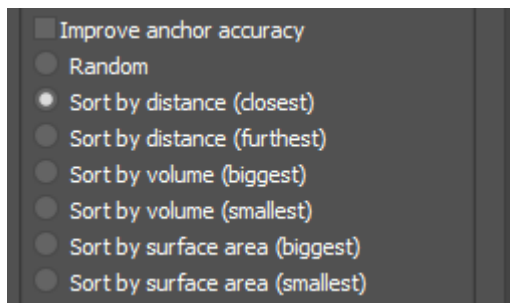 Improve anchor accuracy
Random
Sort by distance (closest)
Sort by distance (furthest)
Sort by volume (biggest)
Sort by volume (smallest)
Sort by surface area (biggest)
Sort by surface area (smallest)